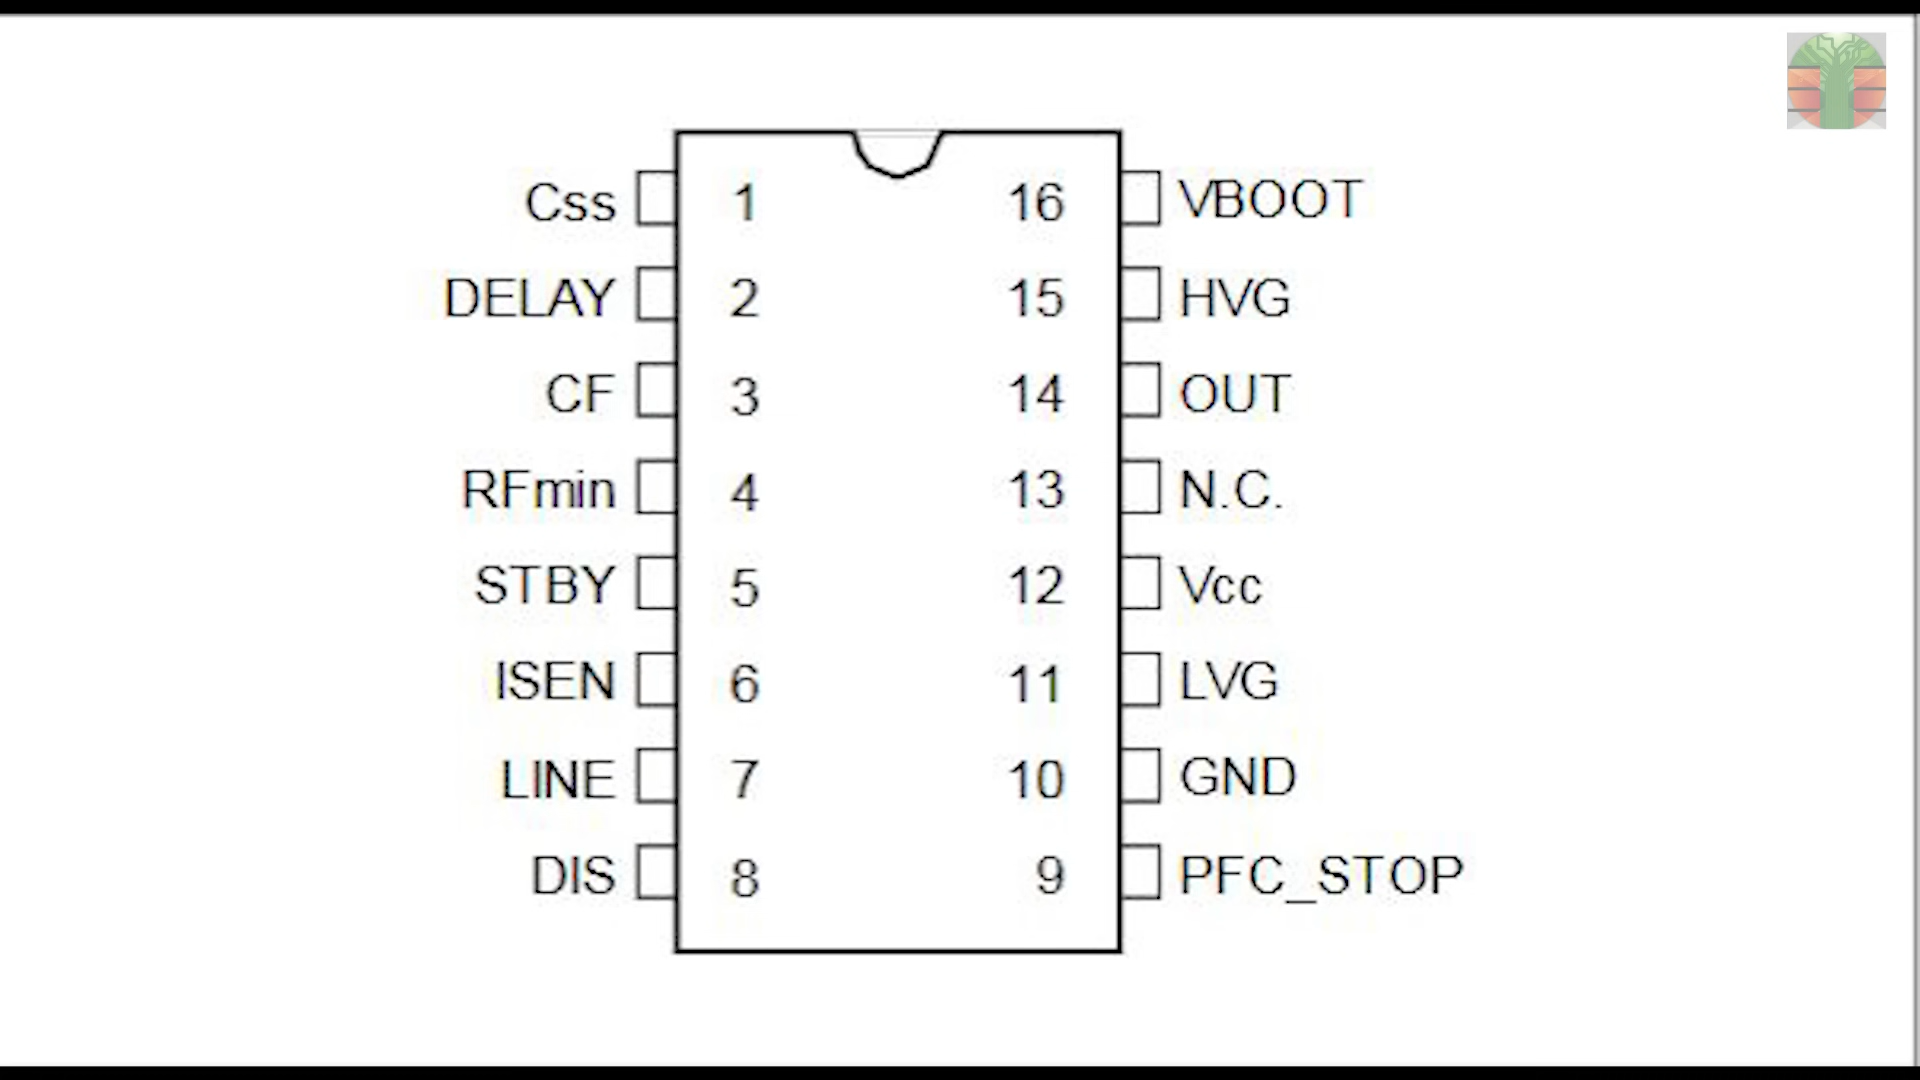 Css 1 16 VBOOT
DELAY 2 15 HVG
CF 3 14 OUT
RFmin 4 13 N.C.
STBY 5 12 Vcc
ISEN 6 11 LVG
LINE 7 10 GND
DIS 8 9 PFC_STOP